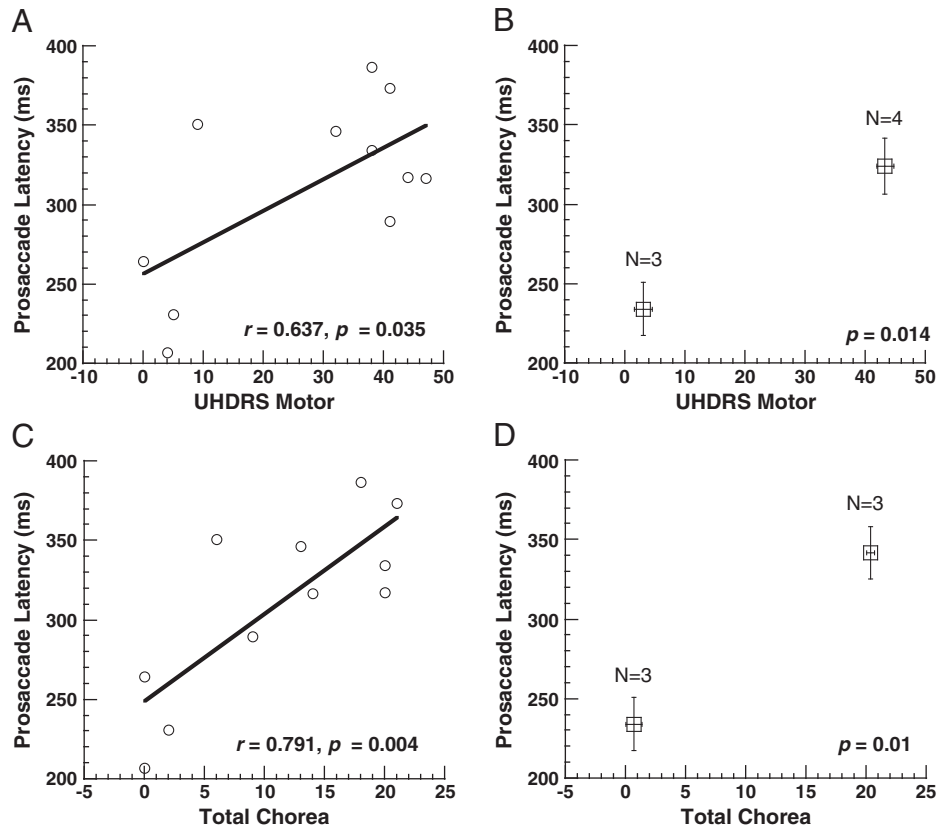 A
400
350
300
250
200
Prosaccade Latency (ms)
r = 0.637, p = 0.035
-10 0 10 20 30 40 50
UHDRS Motor
B
400
350
300
250
200
Prosaccade Latency (ms)
N=4
N=3
p = 0.014
-10 0 10 20 30 40 50
UHDRS Motor
C
400
350
300
250
200
Prosaccade Latency (ms)
r = 0.791, p = 0.004
-5 0 5 10 15 20 25
Total Chorea
D
400
350
300
250
200
Prosaccade Latency (ms)
N=3
N=3
p = 0.01
-5 0 5 10 15 20 25
Total Chorea